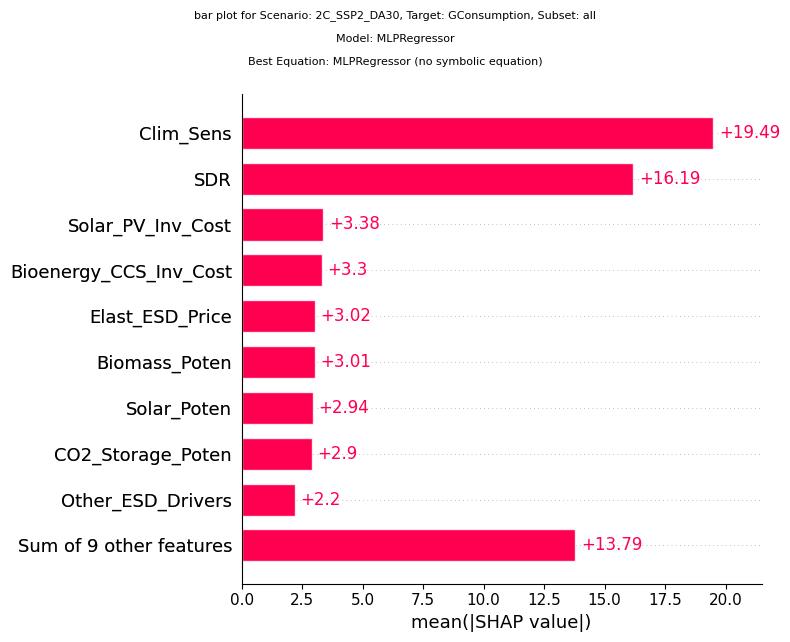 bar plot for Scenario: 2C_SSP2_DA30, Target: GConsumption, Subset: all
Model: MLPRegressor
Best Equation: MLPRegressor (no symbolic equation)
Clim_Sens +19.49
SDR +16.19
Solar_PV_Inv_Cost +3.38
Bioenergy_CCS_Inv_Cost +3.3
Elast_ESD_Price +3.02
Biomass_Poten +3.01
Solar_Poten +2.94
CO2_Storage_Poten +2.9
Other_ESD_Drivers +2.2
Sum of 9 other features +13.79
0.0 2.5 5.0 7.5 10.0 12.5 15.0 17.5 20.0
mean(|SHAP value|)